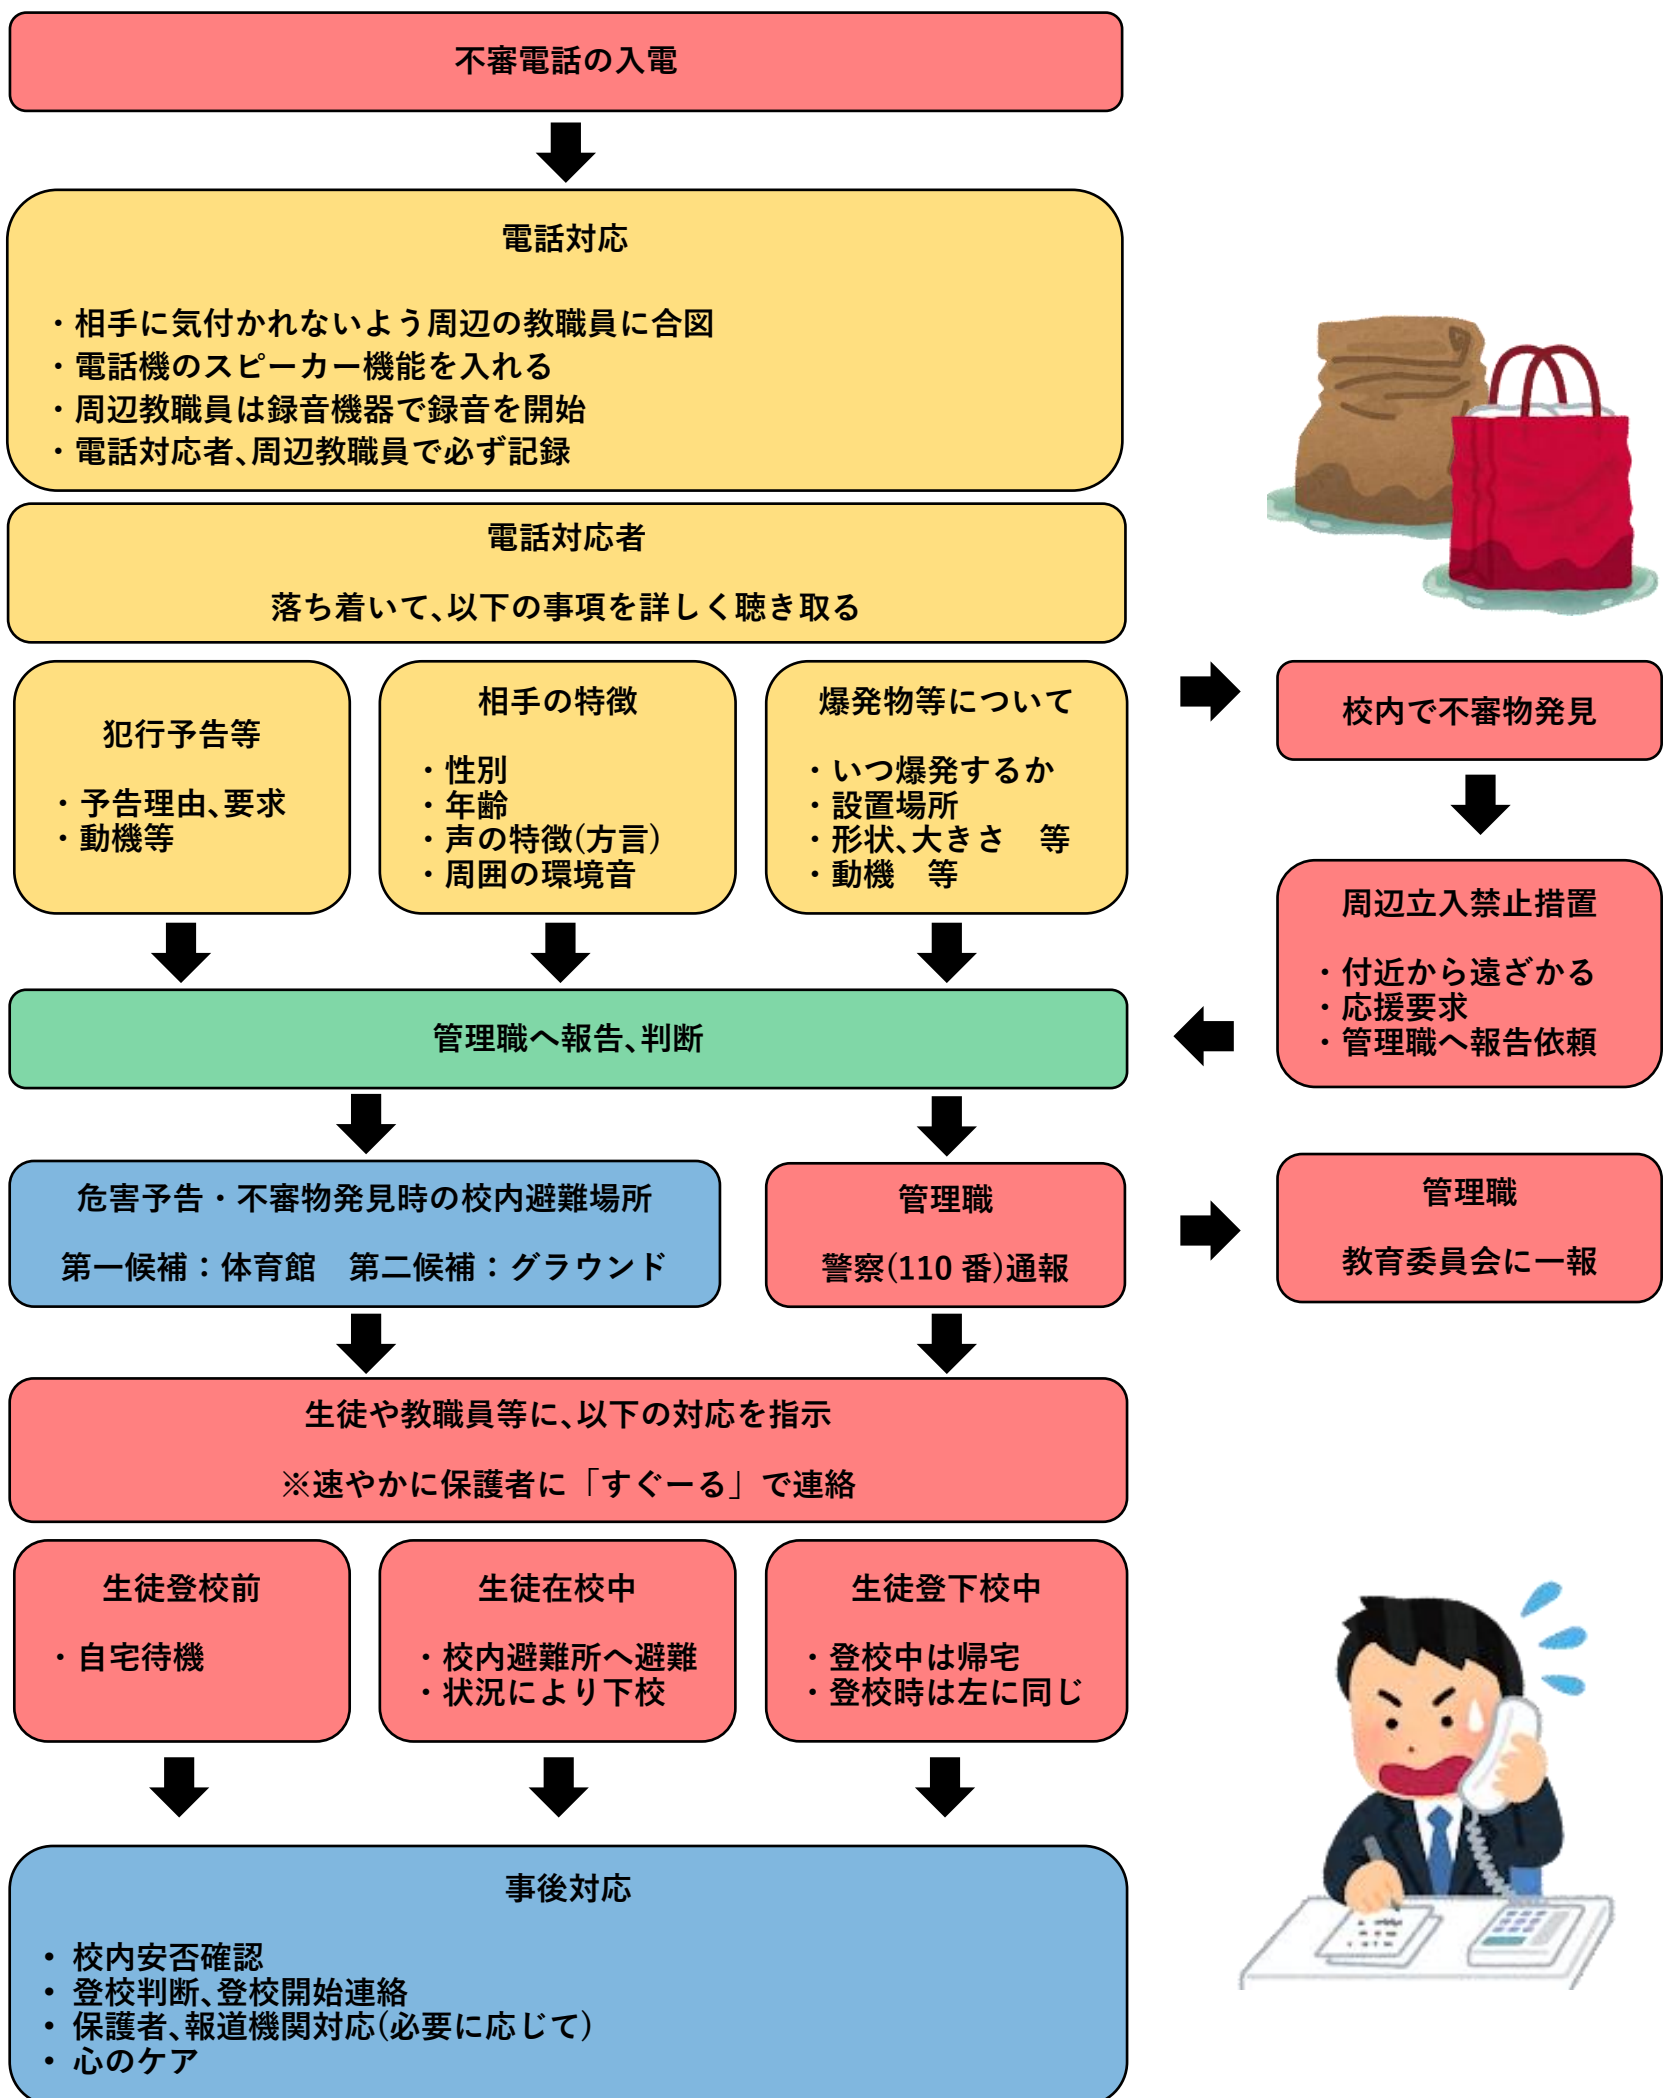 不審電話の入電
電話対応
・相手に気付かれないよう周辺の教職員に合図
・電話機のスピーカー機能を入れる
・周辺教職員は録音機器で録音を開始
・電話対応者、周辺教職員で必ず記録
電話対応者
落ち着いて、以下の事項を詳しく聴き取る
犯行予告等
・予告理由、要求
・動機等
相手の特徴
・性別
・年齢
・声の特徴(方言)
・周囲の環境音
爆発物等について
・いつ爆発するか
・設置場所
・形状、大きさ　等
・動機　等
校内で不審物発見
周辺立入禁止措置
・付近から遠ざかる
・応援要求
・管理職へ報告依頼
管理職へ報告、判断
危害予告・不審物発見時の校内避難場所
第一候補：体育館　第二候補：グラウンド
管理職
警察(110 番)通報
管理職
教育委員会に一報
生徒や教職員等に、以下の対応を指示
※速やかに保護者に「すぐーる」で連絡
生徒登校前
・自宅待機
生徒在校中
・校内避難所へ避難
・状況により下校
生徒登下校中
・登校中は帰宅
・登校時は左に同じ
事後対応
・ 校内安否確認
・ 登校判断、登校開始連絡
・ 保護者、報道機関対応(必要に応じて)
・ 心のケア